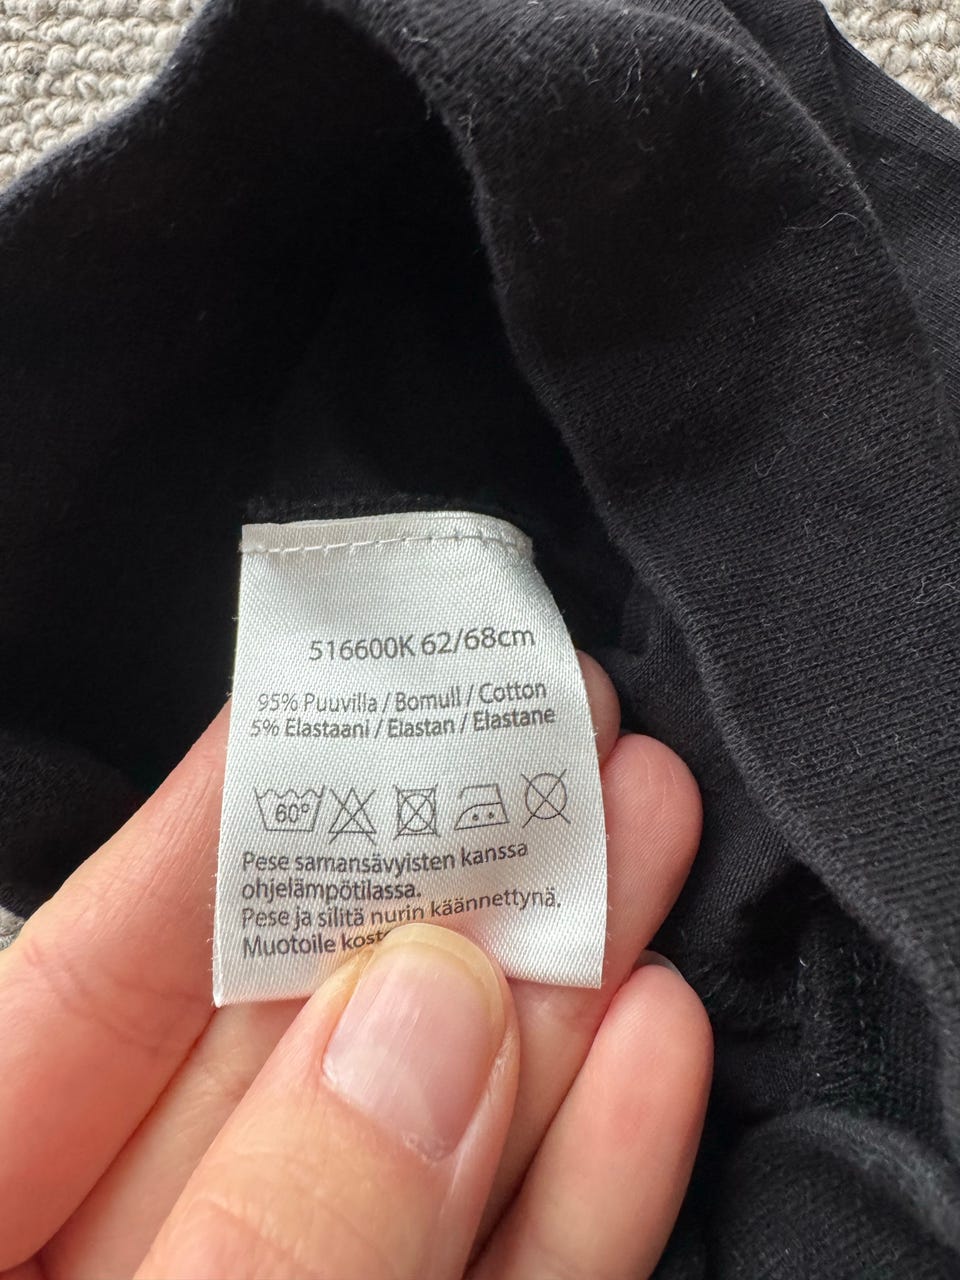 516600K 62/68cm
95% Puuvilla / Bomull / Cotton
5% Elastaani / Elastan / Elastane
60°
Pese samansävyisten kanssa
ohjelämpötilassa.
Pese ja silitä nurin käännettynä.
Muotoile